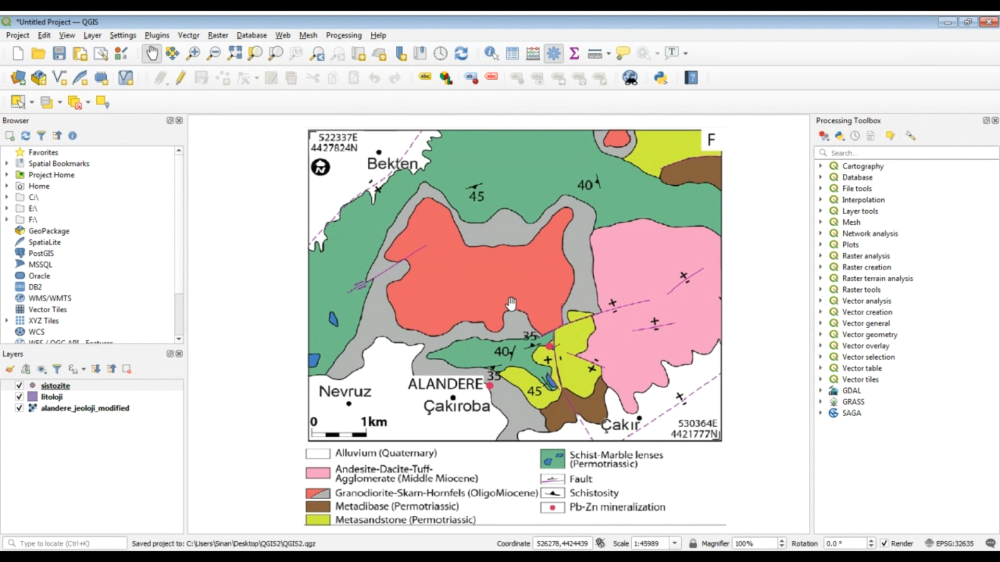 *Untitled Project — QGIS
Project Edit View Layer Settings Plugins Vector Raster Database Web Mesh Processing Help
Browser
Favorites
Spatial Bookmarks
Project Home
Home
C:\
E:\
F:\
GeoPackage
SpatiaLite
PostGIS
MSSQL
Oracle
DB2
WMS/WMTS
Vector Tiles
XYZ Tiles
WCS
Layers
sistozite
litoloji
alandere_jeoloji_modified
522337E
4427824N
F
N
Bekten
45
40
35
40
35
45
ALANDERE
Nevruz
Çakıroba
Çakır
0 1km
530364E
4421777N
Alluvium (Quaternary)
Andesite-Dacite-Tuff-
Agglomerate (Middle Miocene)
Granodiorite-Skarn-Hornfels (OligoMiocene)
Metadibase (Permotriassic)
Metasandstone (Permotriassic)
Schist-Marble lenses
(Permotriassic)
Fault
Schistosity
Pb-Zn mineralization
Processing Toolbox
Search...
Cartography
Database
File tools
Interpolation
Layer tools
Mesh
Network analysis
Plots
Raster analysis
Raster creation
Raster terrain analysis
Raster tools
Vector analysis
Vector creation
Vector general
Vector geometry
Vector overlay
Vector selection
Vector table
Vector tiles
GDAL
GRASS
SAGA
Type to locate (Ctrl+K) Saved project to: C:\Users\Sinan\Desktop\QGIS2\QGIS2.qgz Coordinate 526278,4424439 Scale 1:45989 Magnifier 100% Rotation 0.0 ° Render EPSG:32635